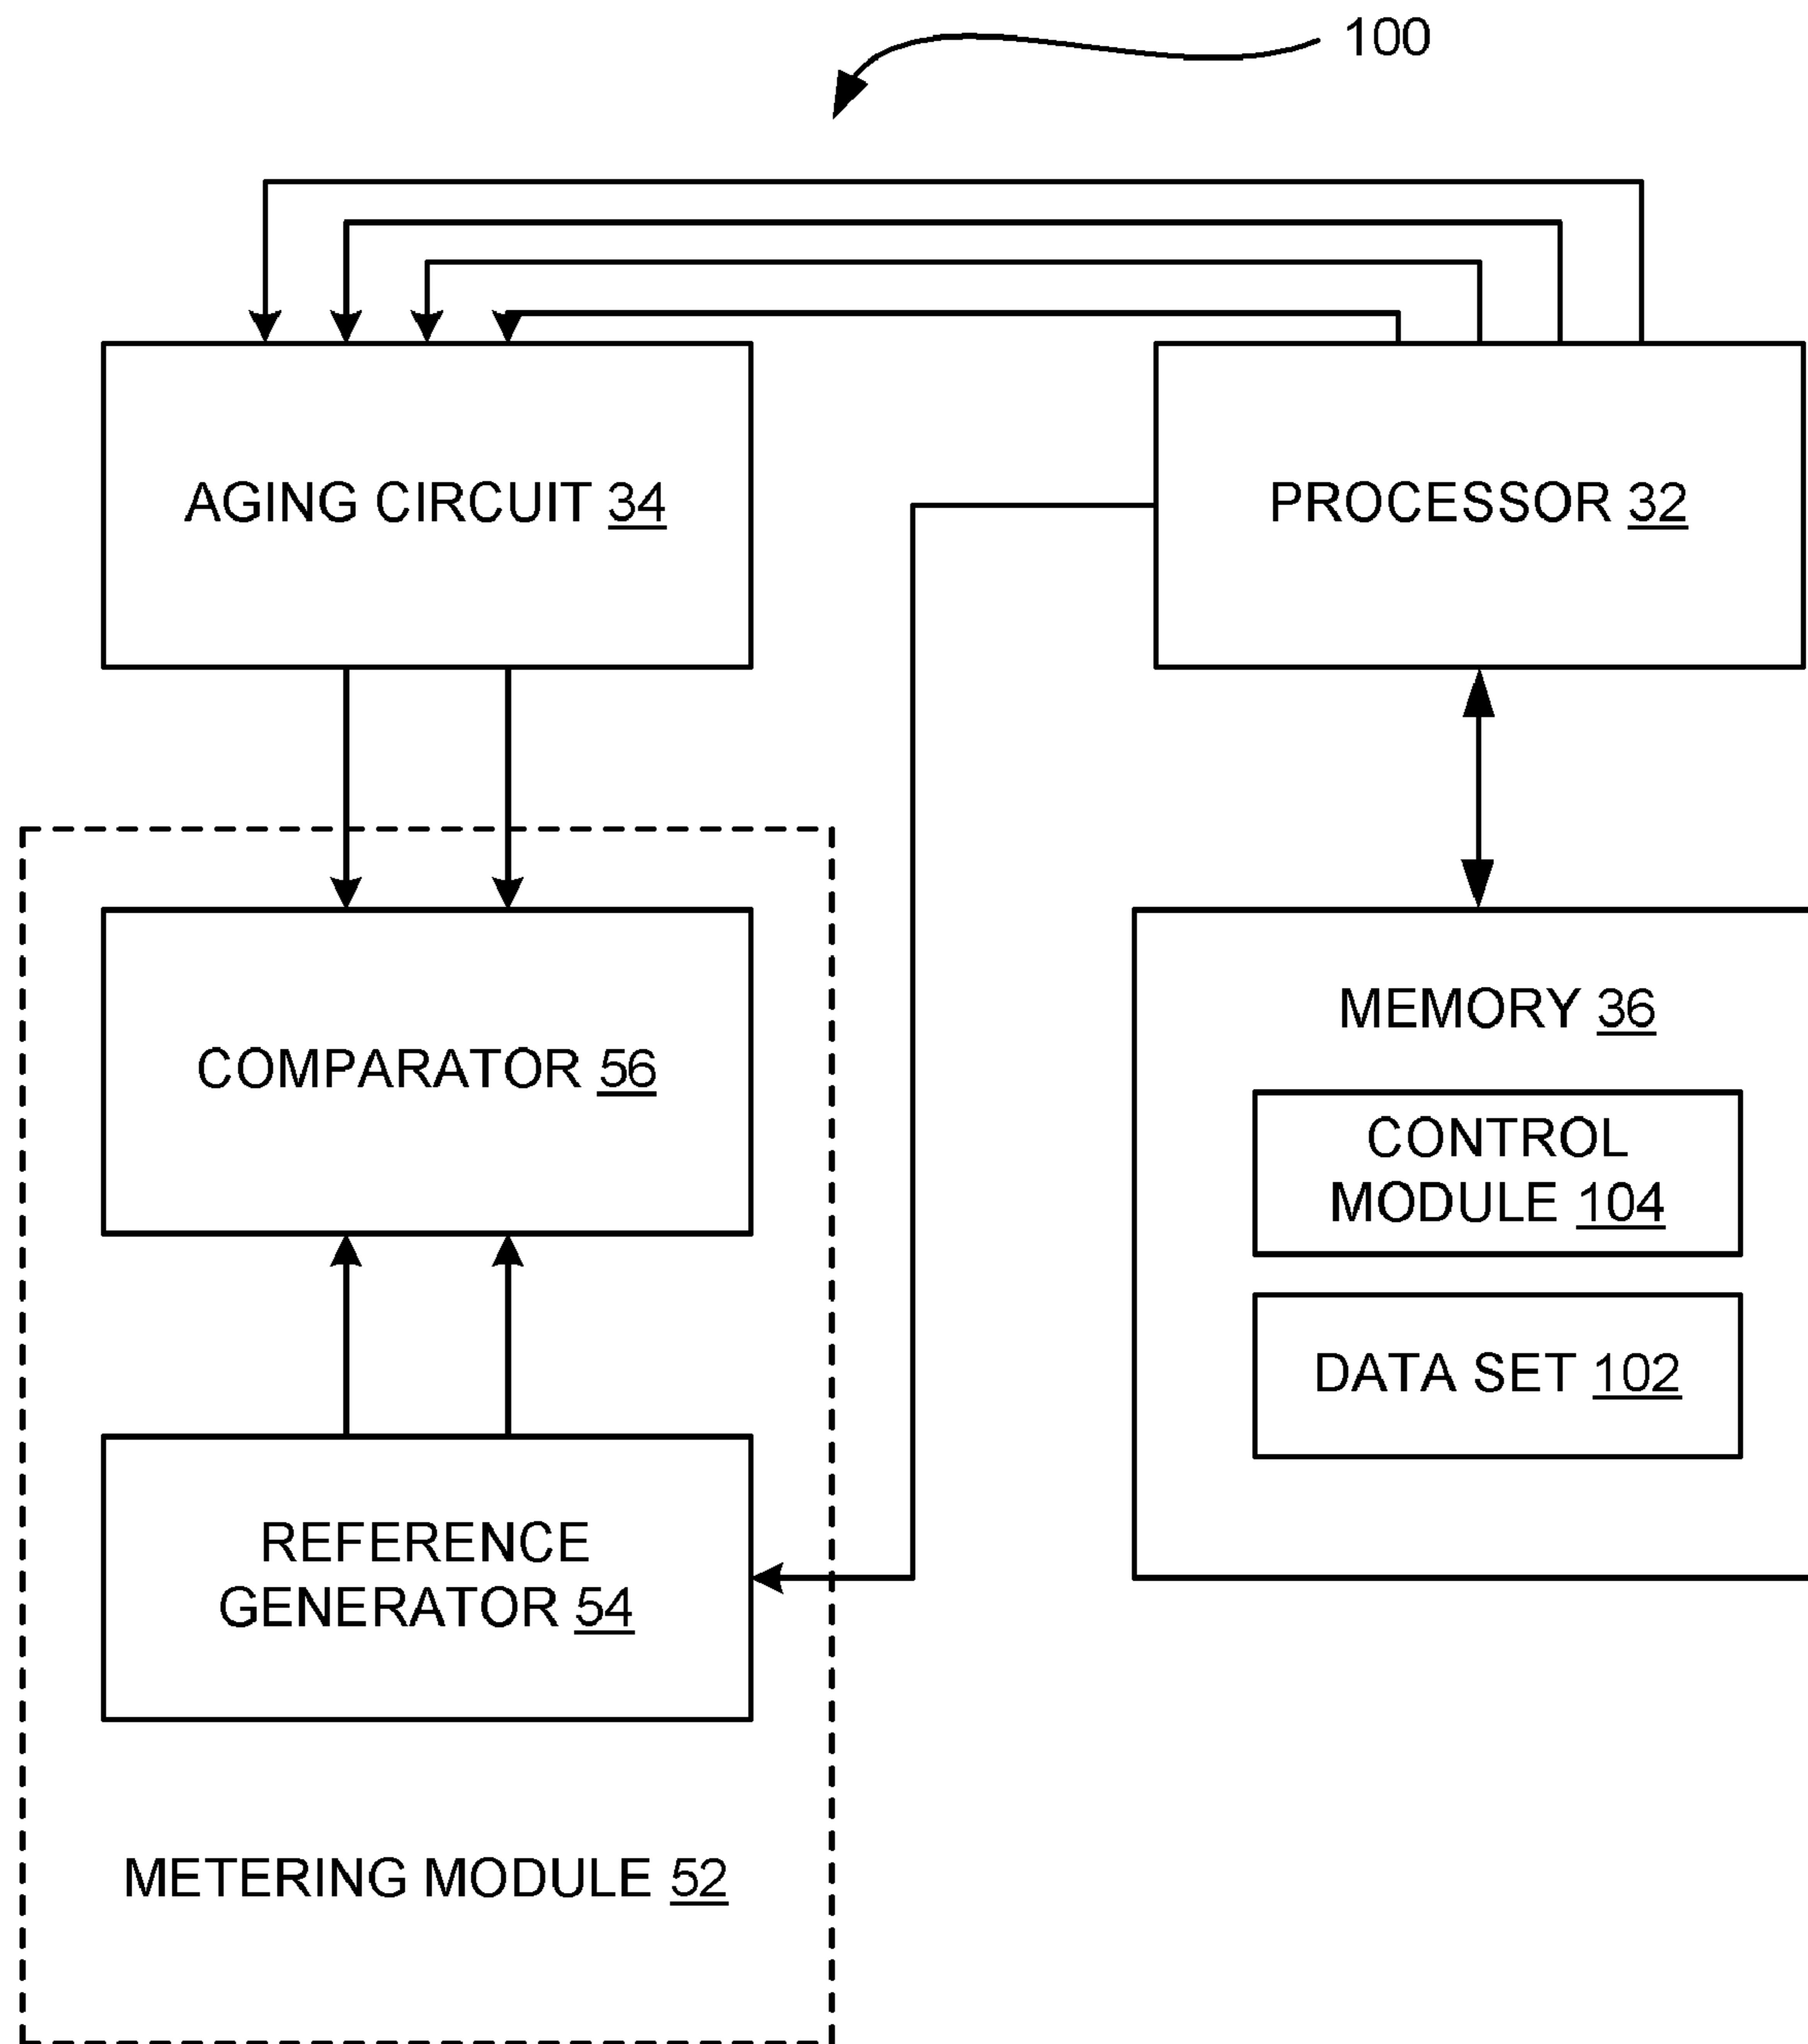 100
AGING CIRCUIT 34
PROCESSOR 32
COMPARATOR 56
MEMORY 36
CONTROL
MODULE 104
DATA SET 102
REFERENCE
GENERATOR 54
METERING MODULE 52